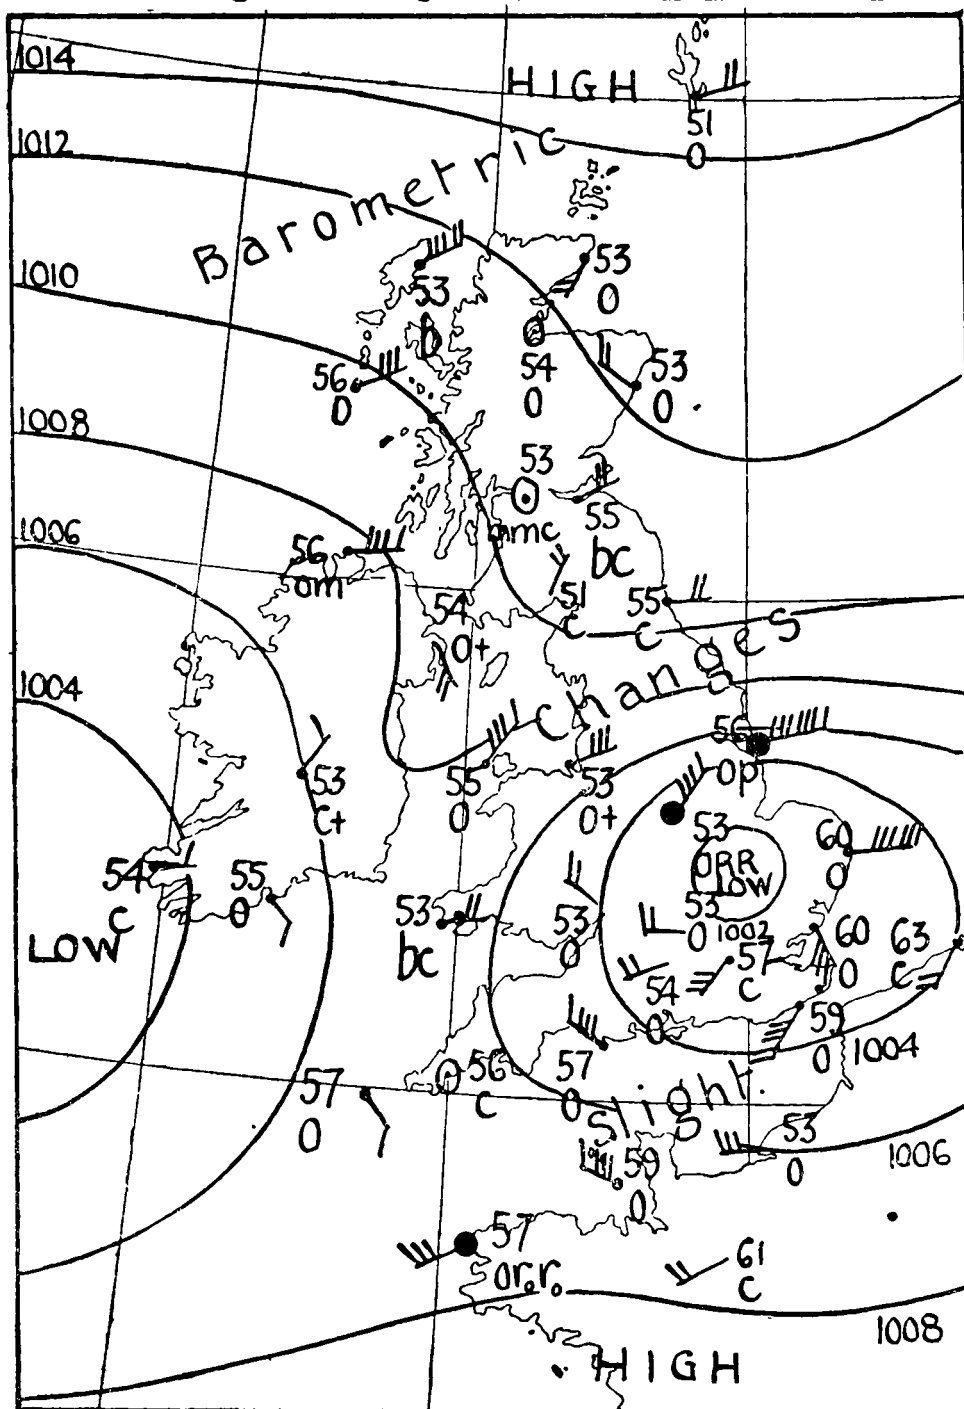 1014
HIGH
51
O
1012
Barometric
53
O
53
b
1010
54
O
53
O
56
O
1008
53
mc
55
bc
1006
56
om
54
O+
51
c
55
c
1004
Changes
56
Op
53
C+
55
O
53
O+
53
ORR
LOW
60
O
54
C
55
O
53
bc
53
O
53
O
1002
57
C
60
O
63
C
LOW
54
O
59
O
1004
57
O
56
C
57
O
Slight
53
O
1006
59
O
57
or.r.
61
C
1008
HIGH